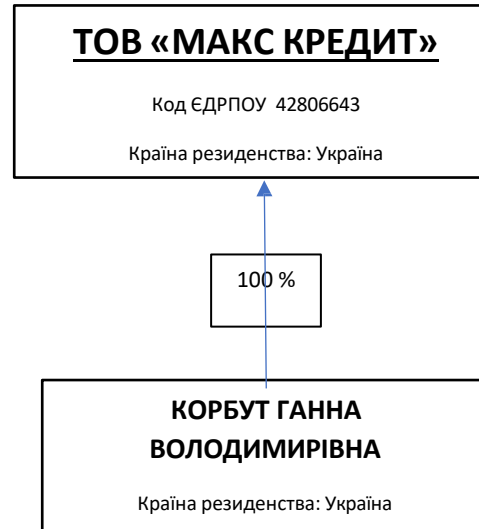 ТОВ «МАКС КРЕДИТ»
Код ЄДРПОУ 42806643
Країна резиденства: Україна
100 %
КОРБУТ ГАННА
ВОЛОДИМИРІВНА
Країна резиденства: Україна